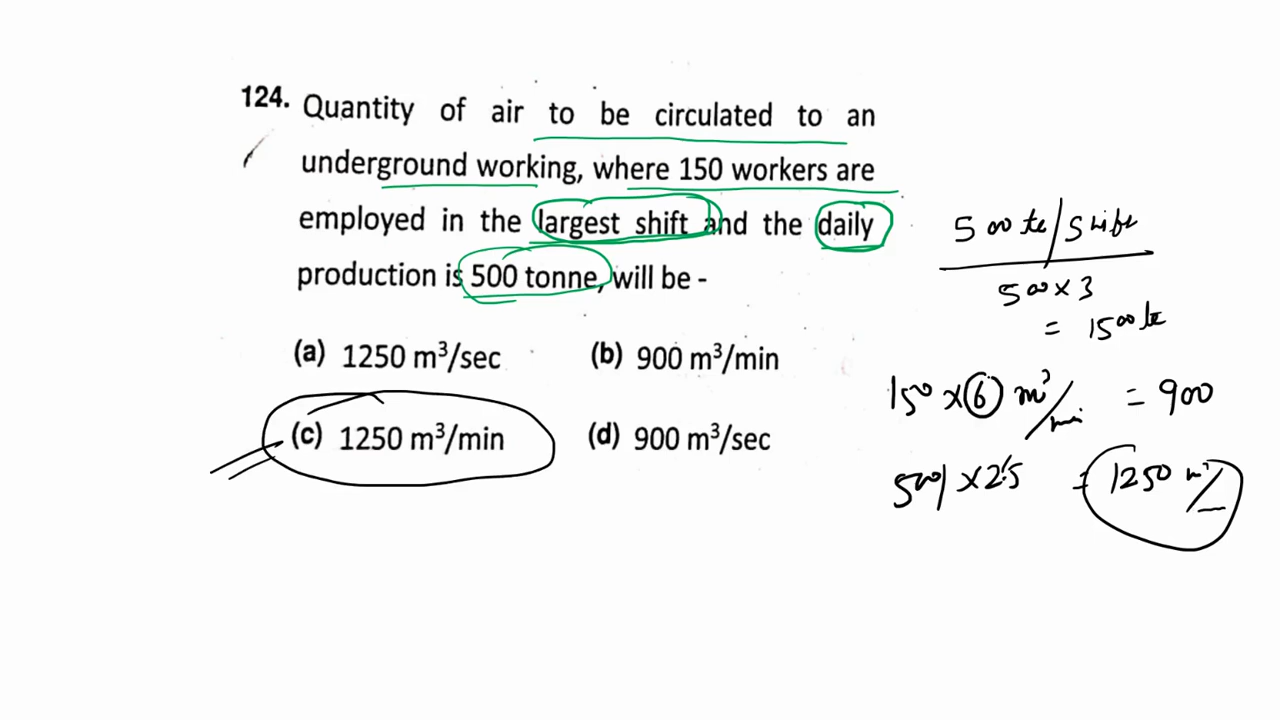 124. Quantity of air to be circulated to an
underground working, where 150 workers are
employed in the largest shift and the daily
production is 500 tonne, will be -
(a) 1250 m³/sec (b) 900 m³/min
(c) 1250 m³/min (d) 900 m³/sec
500 te/Shift
500 x 3
= 1500 te
150 x 6 m³/min = 900
500 x 2.5 = 1250 m³/